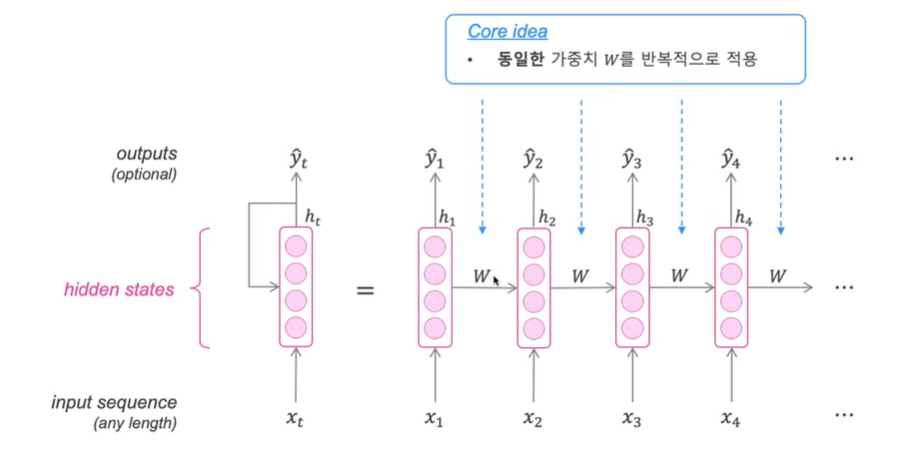 Core idea
• 동일한 가중치 W를 반복적으로 적용
outputs
(optional)
ŷt ŷ1 ŷ2 ŷ3 ŷ4 ...
ht h1 h2 h3 h4
hidden states
= W W W W ...
input sequence
(any length)
xt x1 x2 x3 x4 ...